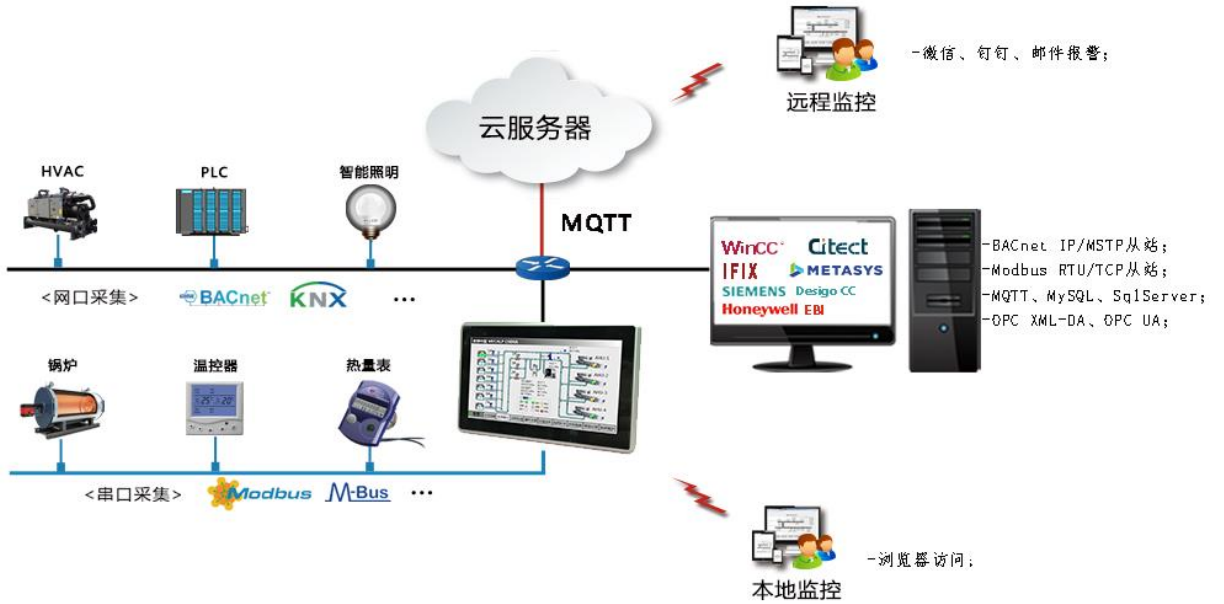 -微信、钉钉、邮件报警;
远程监控
云服务器
HVAC
PLC
智能照明
MQTT
<网口采集>
BACnet
KNX
...
WinCC
Citect
IFIX
METASYS
SIEMENS Desigo CC
Honeywell EBI
-BACnet IP/MSTP从站;
-Modbus RTU/TCP从站;
-MQTT、MySQL、SqlServer;
-OPC XML-DA、OPC UA;
锅炉
温控器
热量表
<串口采集>
Modbus
M-Bus
...
-浏览器访问;
本地监控